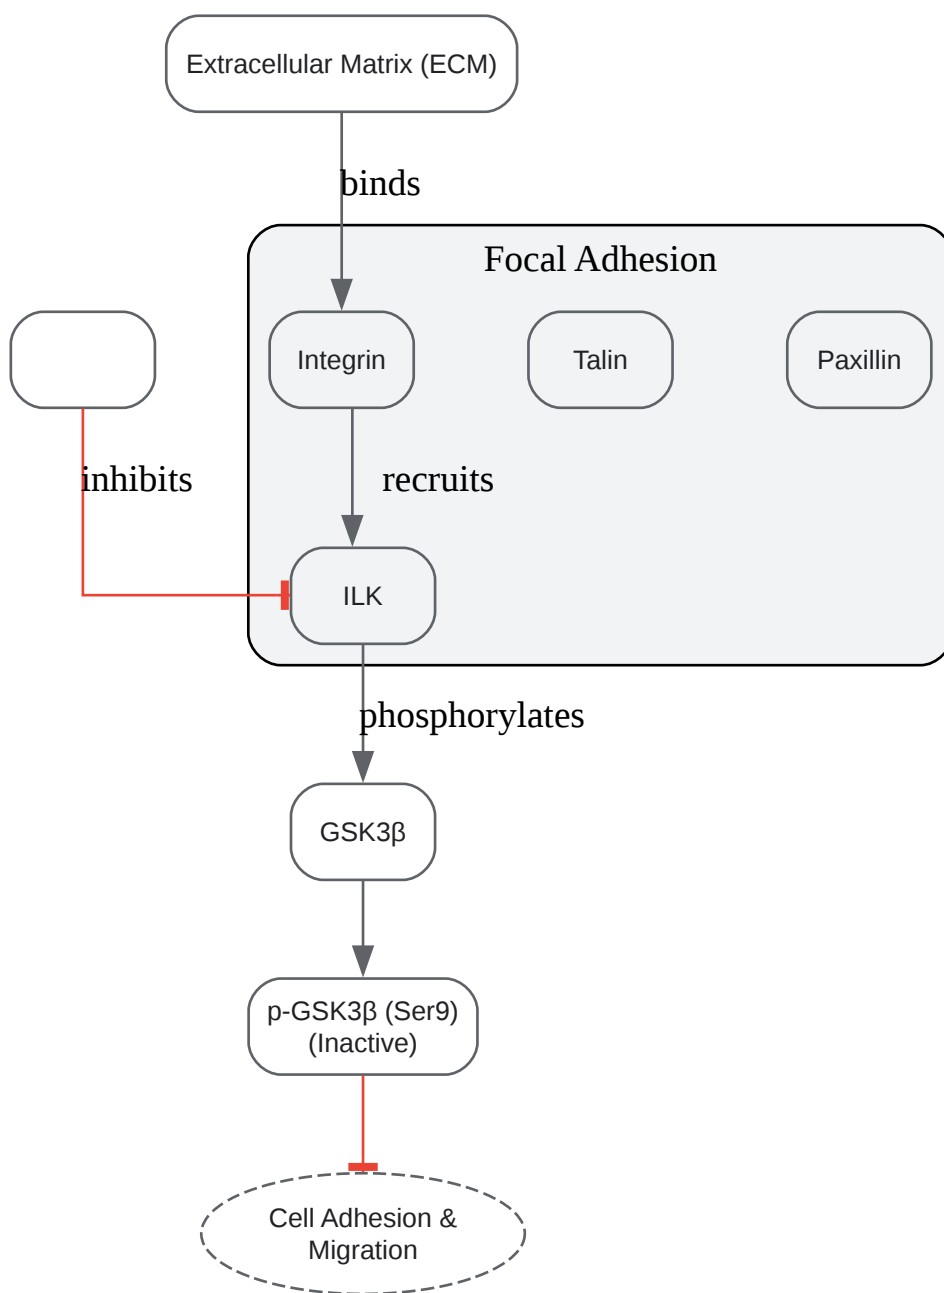 Extracellular Matrix (ECM)
binds
Focal Adhesion
Integrin
Talin
Paxillin
inhibits
recruits
ILK
phosphorylates
GSK3β
p-GSK3β (Ser9)
(Inactive)
Cell Adhesion &
Migration